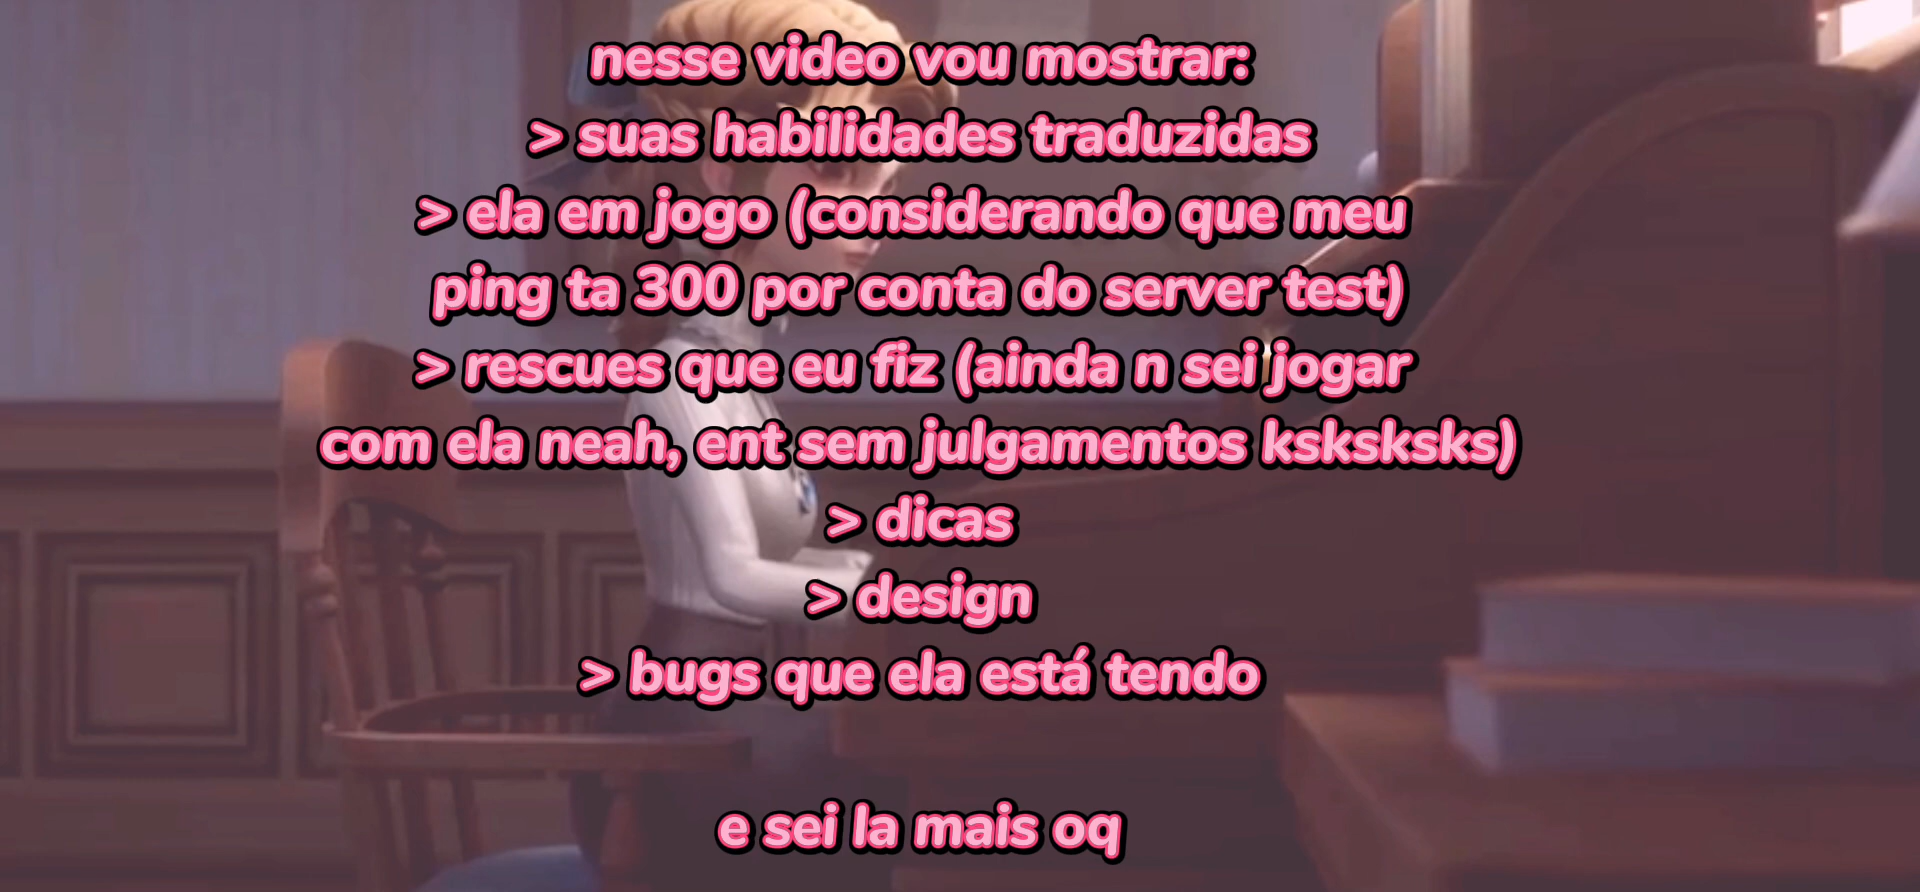 nesse video vou mostrar:
> suas habilidades traduzidas
> ela em jogo (considerando que meu
ping ta 300 por conta do server test)
> rescues que eu fiz (ainda n sei jogar
com ela neah, ent sem julgamentos ksksksks)
> dicas
> design
> bugs que ela está tendo
e sei la mais oq